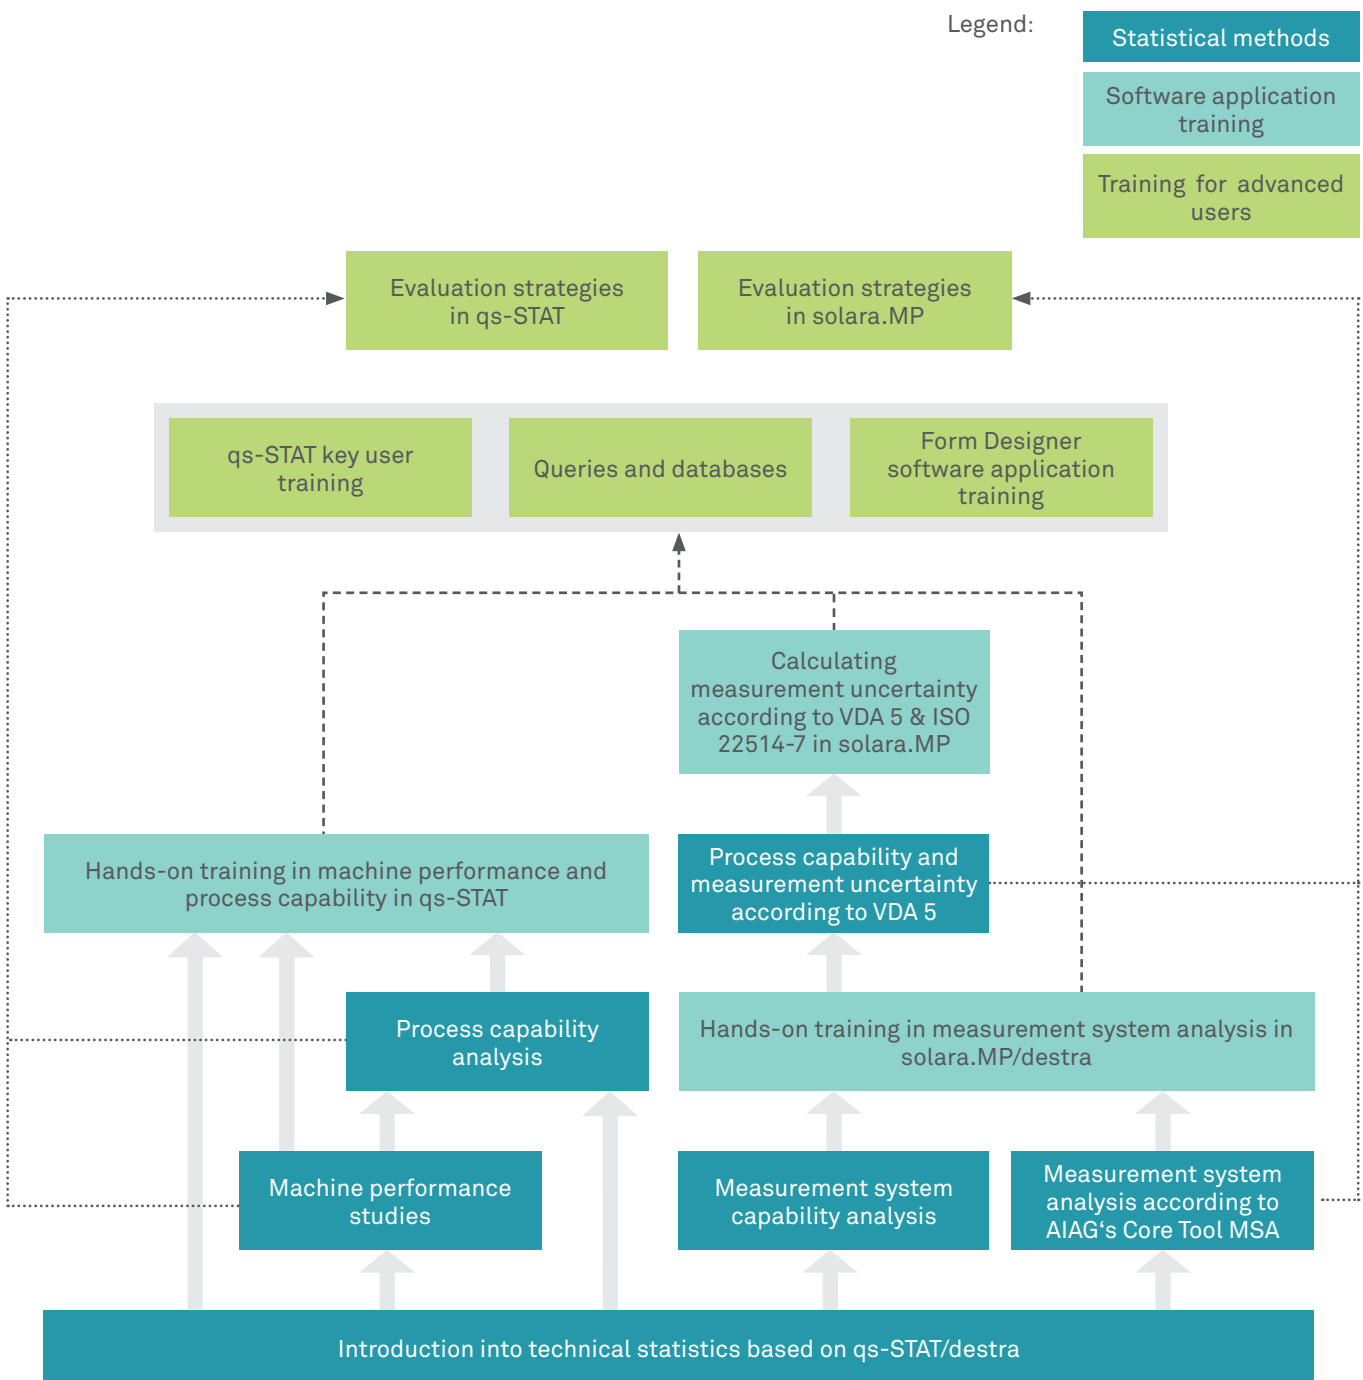 Legend:
Statistical methods
Software application
training
Training for advanced
users
Evaluation strategies
in qs-STAT
Evaluation strategies
in solara.MP
qs-STAT key user
training
Queries and databases
Form Designer
software application
training
Calculating
measurement uncertainty
according to VDA 5 & ISO
22514-7 in solara.MP
Hands-on training in machine performance and
process capability in qs-STAT
Process capability and
measurement uncertainty
according to VDA 5
Process capability
analysis
Hands-on training in measurement system analysis in
solara.MP/destra
Machine performance
studies
Measurement system
capability analysis
Measurement system
analysis according to
AIAG‘s Core Tool MSA
Introduction into technical statistics based on qs-STAT/destra